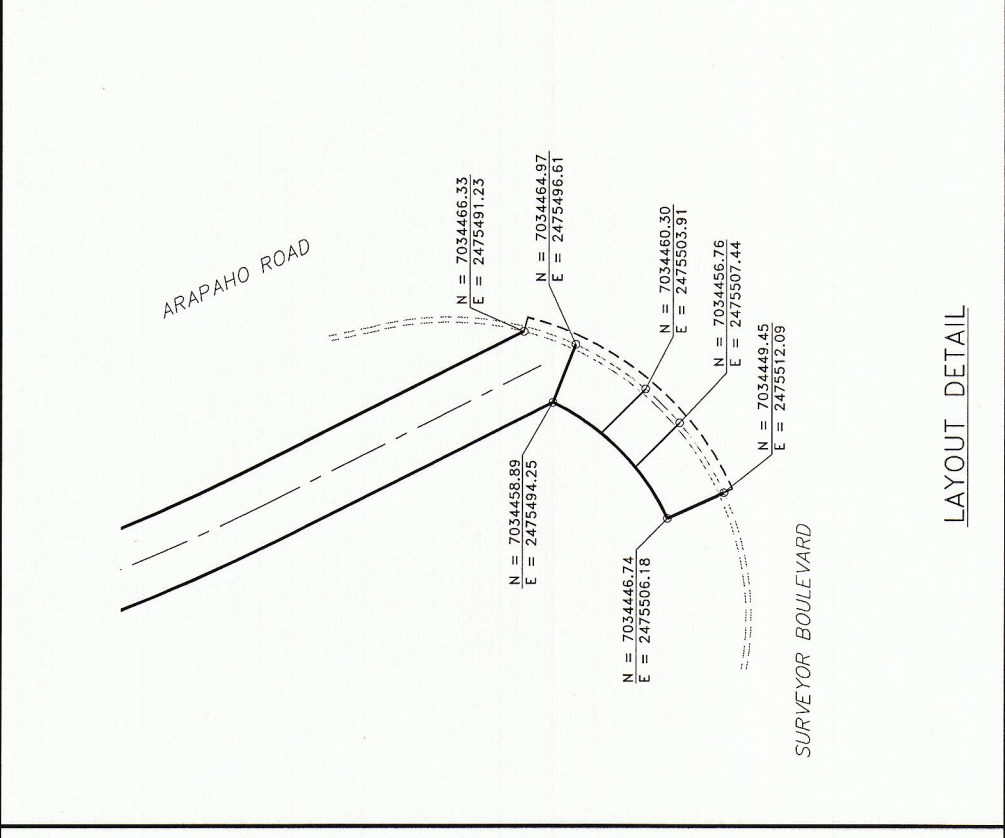 ARAPAHO ROAD
N = 7034466.33
E = 2475491.23
N = 7034464.97
E = 2475496.61
N = 7034460.30
E = 2475503.91
N = 7034456.76
E = 2475507.44
N = 7034449.45
E = 2475512.09
N = 7034458.89
E = 2475494.25
N = 7034446.74
E = 2475506.18
SURVEYOR BOULEVARD
LAYOUT DETAIL